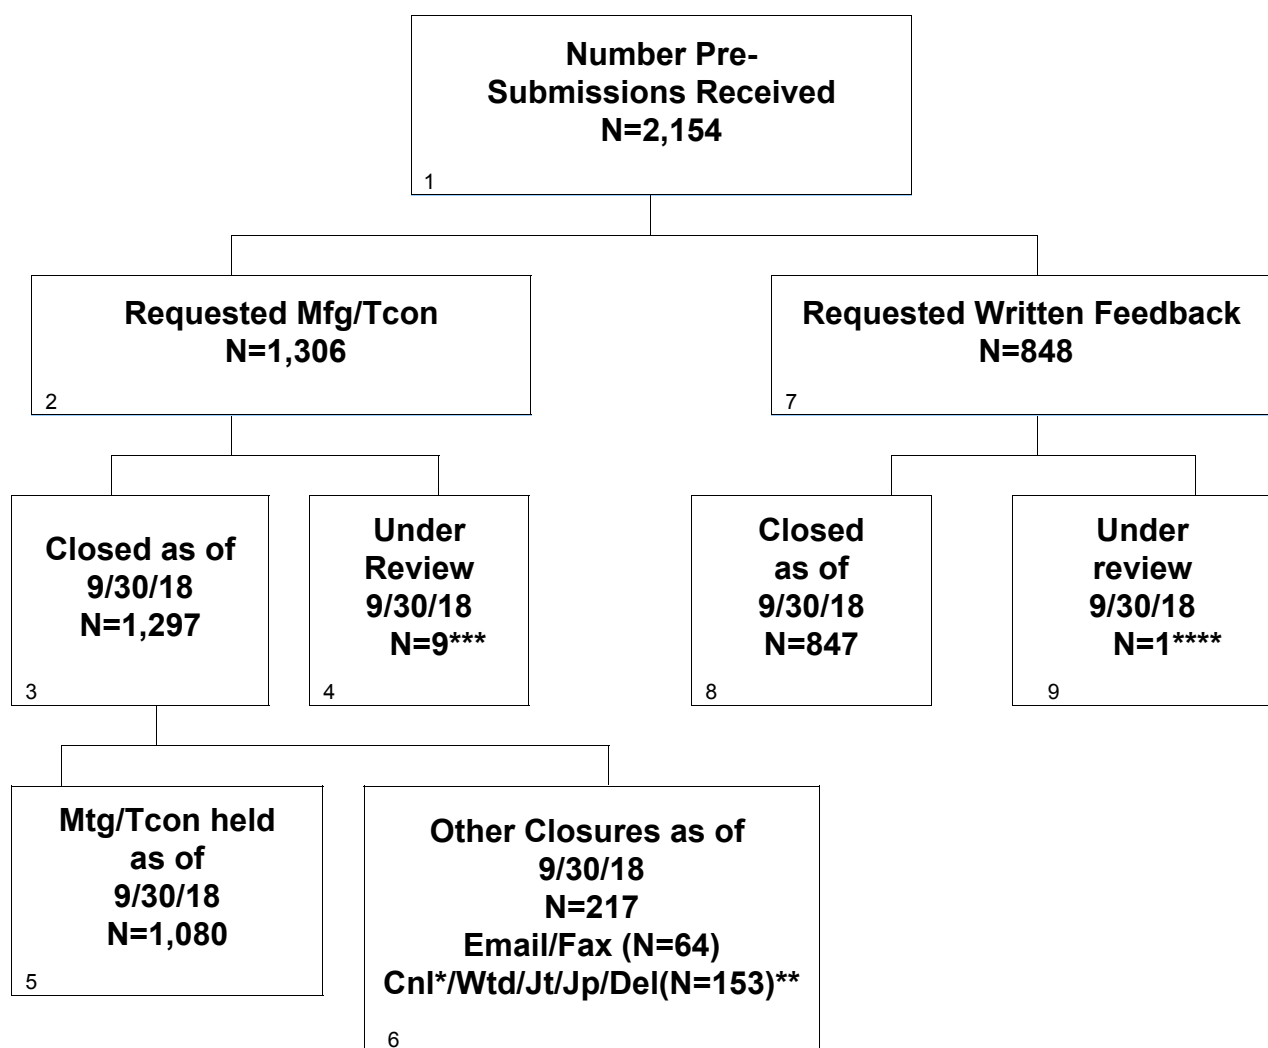 Number Pre-
Submissions Received
N=2,154
1
Requested Mfg/Tcon
N=1,306
2
Requested Written Feedback
N=848
7
Closed as of
9/30/18
N=1,297
3
Under
Review
9/30/18
N=9***
4
Closed
as of
9/30/18
N=847
8
Under
review
9/30/18
N=1****
9
Mtg/Tcon held
as of
9/30/18
N=1,080
5
Other Closures as of
9/30/18
N=217
Email/Fax (N=64)
Cnl*/Wtd/Jt/Jp/Del(N=153)**
6